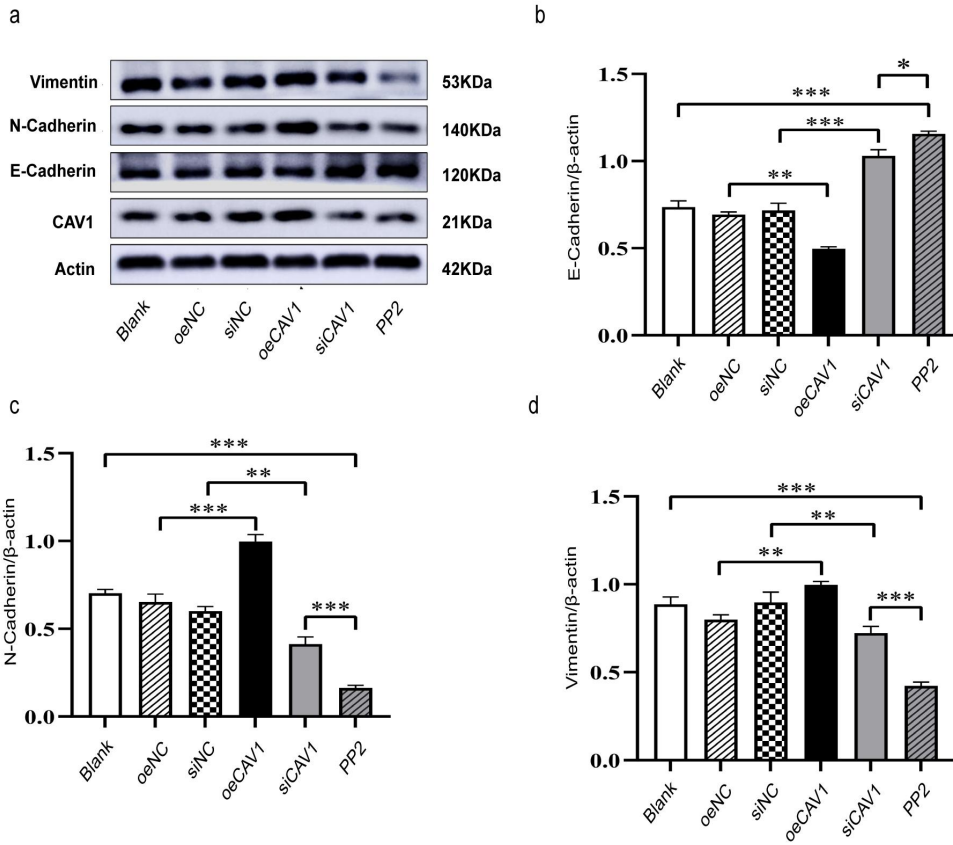 a
Vimentin 53KDa
N-Cadherin 140KDa
E-Cadherin 120KDa
CAV1 21KDa
Actin 42KDa
Blank oeNC siNC oeCAV1 siCAV1 PP2
b
E-Cadherin/β-actin
1.5
1.0
0.5
0.0
*
***
***
**
Blank oeNC siNC oeCAV1 siCAV1 PP2
c
N-Cadherin/β-actin
1.5
1.0
0.5
0.0
***
**
***
***
Blank oeNC siNC oeCAV1 siCAV1 PP2
d
Vimentin/β-actin
1.5
1.0
0.5
0.0
***
**
**
***
Blank oeNC siNC oeCAV1 siCAV1 PP2